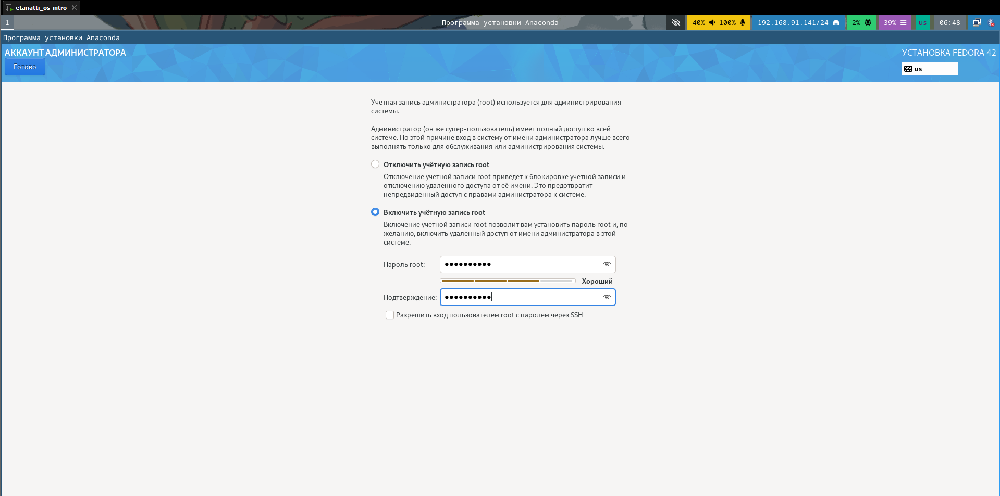 etanatti_os-intro
1
Программа установки Anaconda
40% 100%
192.168.91.141/24
2%
39%
us
06:48
Программа установки Anaconda
АККАУНТ АДМИНИСТРАТОРА
УСТАНОВКА FEDORA 42
Готово
us
Учетная запись администратора (root) используется для администрирования
системы.
Администратор (он же супер-пользователь) имеет полный доступ ко всей
системе. По этой причине вход в систему от имени администратора лучше всего
выполнять только для обслуживания или администрирования системы.
Отключить учётную запись root
Отключение учетной записи root приведет к блокировке учетной записи и
отключению удаленного доступа от её имени. Это предотвратит
непредвиденный доступ с правами администратора к системе.
Включить учётную запись root
Включение учетной записи root позволит вам установить пароль root и, по
желанию, включить удаленный доступ от имени администратора в этой
системе.
Пароль root: ●●●●●●●●●●
Хороший
Подтверждение: ●●●●●●●●●●
Разрешить вход пользователем root с паролем через SSH